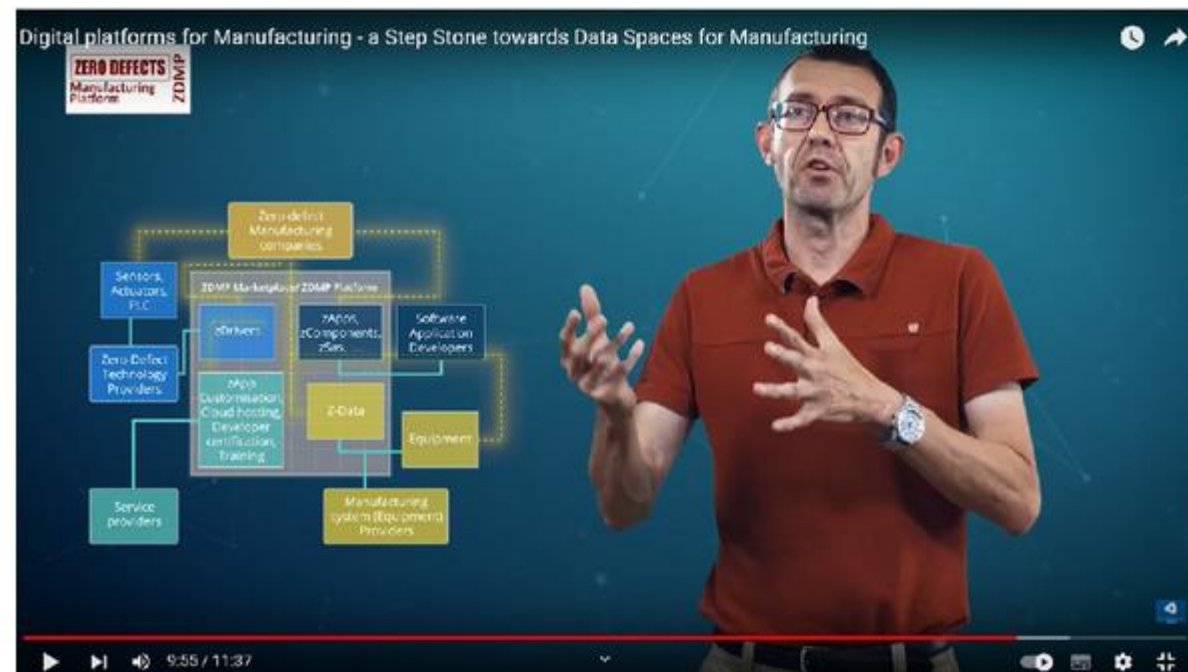 Digital platforms for Manufacturing - a Step Stone towards Data Spaces for Manufacturing
ZERO DEFECTS
Manufacturing
Platform
ZDMP
Zero-defect
Manufacturing
companies
Sensors,
Actuators,
PLC
ZDMP Marketplace/ ZDMP Platform
zDrivers
zApps,
zComponents,
Software
Application
Developers
Zero-Defect
Technology
Providers
zApp
Customisation,
Cloud hosting,
Developer
certification,
Training
Z-Data
Equipment
Service
providers
Manufacturing
system (Equipment)
Providers
9:55 / 11:37